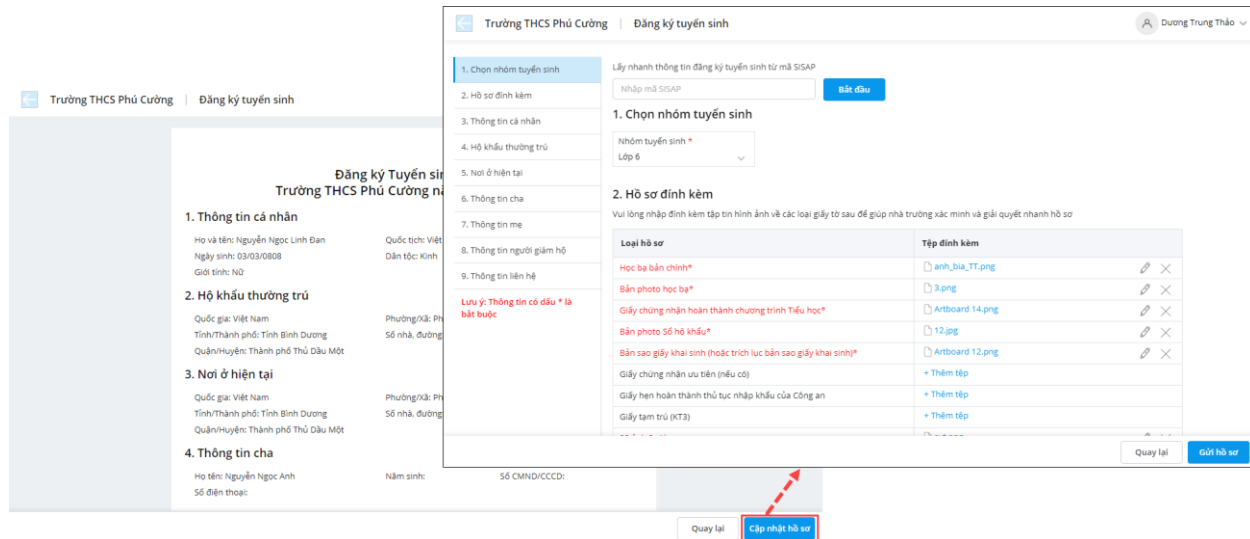 Trường THCS Phú Cường | Đăng ký tuyển sinh
Đăng ký Tuyển
Trường THCS Phú Cường
1. Thông tin cá nhân
Họ và tên: Nguyễn Ngọc Linh Đan
Quốc tịch: Việt
Ngày sinh: 03/03/0808
Dân tộc: Kinh
Giới tính: Nữ
2. Hộ khẩu thường trú
Quốc gia: Việt Nam
Phường/Xã: Ph
Tỉnh/Thành phố: Tỉnh Bình Dương
Số nhà, đường
Quận/Huyện: Thành phố Thủ Dầu Một
3. Nơi ở hiện tại
Quốc gia: Việt Nam
Phường/Xã: Ph
Tỉnh/Thành phố: Tỉnh Bình Dương
Số nhà, đường
Quận/Huyện: Thành phố Thủ Dầu Một
4. Thông tin cha
Họ tên: Nguyễn Ngọc Anh
Năm sinh:
Số CMND/CCCD:
Số điện thoại:
Quay lại
Cập nhật hồ sơ
Trường THCS Phú Cường | Đăng ký tuyển sinh
Dương Trung Thảo
1. Chọn nhóm tuyển sinh
2. Hồ sơ đính kèm
3. Thông tin cá nhân
4. Hộ khẩu thường trú
5. Nơi ở hiện tại
6. Thông tin cha
7. Thông tin mẹ
8. Thông tin người giám hộ
9. Thông tin liên hệ
Lưu ý: Thông tin có dấu * là
bắt buộc
Lấy nhanh thông tin đăng ký tuyển sinh từ mã SISAP
Nhập mã SISAP
Bắt đầu
1. Chọn nhóm tuyển sinh
Nhóm tuyển sinh *
Lớp 6
2. Hồ sơ đính kèm
Vui lòng nhập đính kèm tập tin hình ảnh về các loại giấy tờ sau để giúp nhà trường xác minh và giải quyết nhanh hồ sơ
Loại hồ sơ
Tệp đính kèm
Học bạ bản chính*
anh_bia_TT.png
Bản photo học bạ*
3.png
Giấy chứng nhận hoàn thành chương trình Tiểu học*
Artboard 14.png
Bản photo Sổ hộ khẩu*
12.jpg
Bản sao giấy khai sinh (hoặc trích lục bản sao giấy khai sinh)*
Artboard 12.png
Giấy chứng nhận ưu tiên (nếu có)
+ Thêm tệp
Giấy hẹn hoàn thành thủ tục nhập khẩu của Công an
+ Thêm tệp
Giấy tạm trú (KT3)
+ Thêm tệp
Quay lại
Gửi hồ sơ